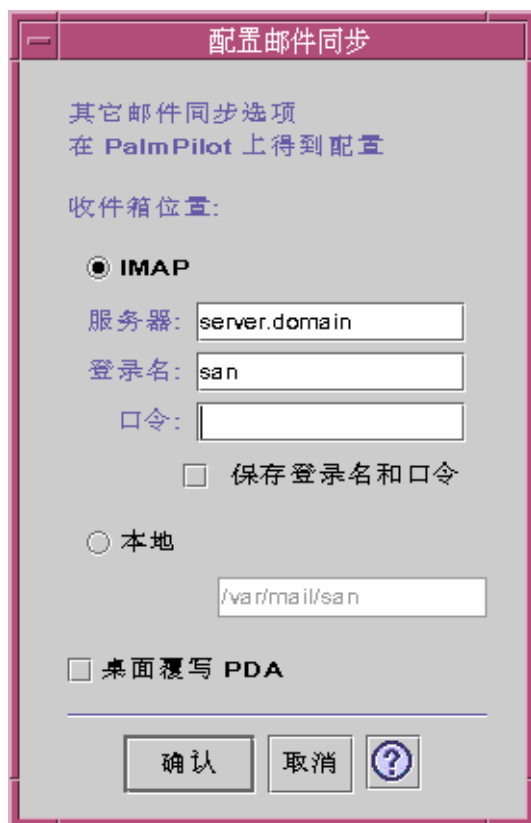 配置邮件同步
其它邮件同步选项
在 PalmPilot 上得到配置
收件箱位置:
IMAP
服务器: server.domain
登录名: san
口令:
保存登录名和口令
本地
/var/mail/san
桌面覆写 PDA
确认 取消 ?